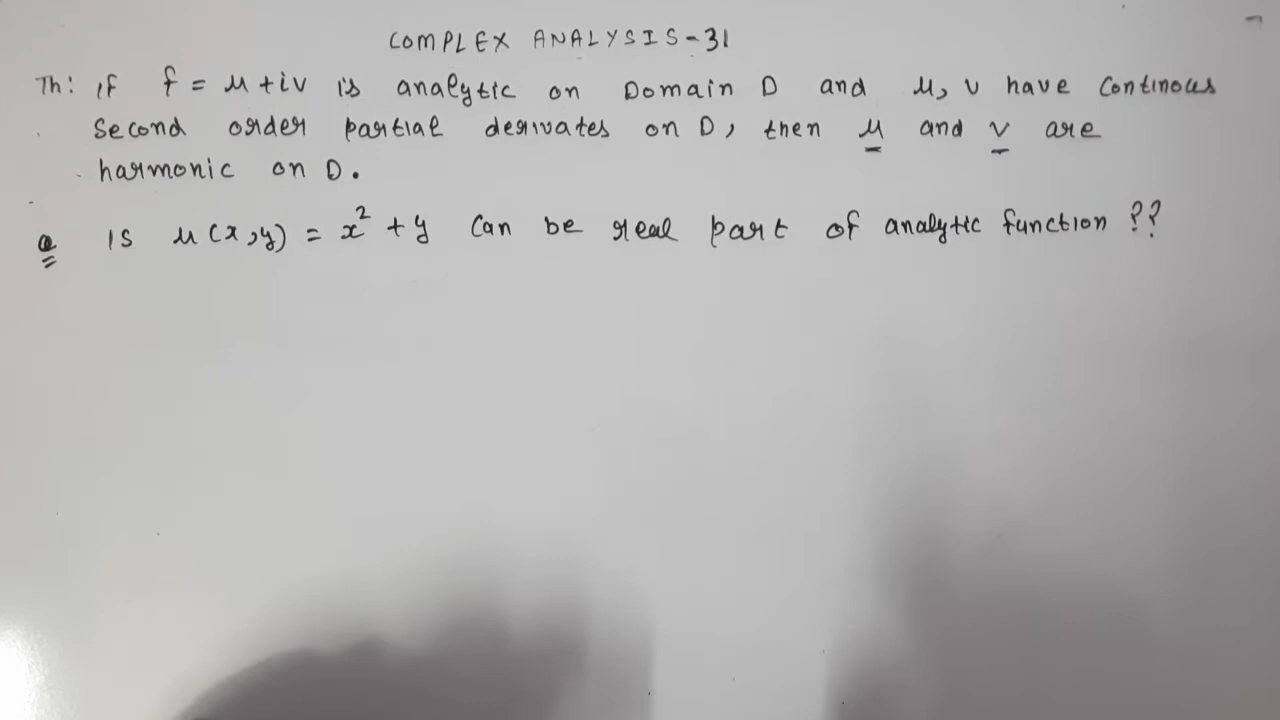 COMPLEX ANALYSIS-31
Th: If f = u + iv is analytic on Domain D and u, v have Continous
Second order partial derivates on D, then u and v are
harmonic on D.
Q Is u(x,y) = x² + y Can be real part of analytic function ??